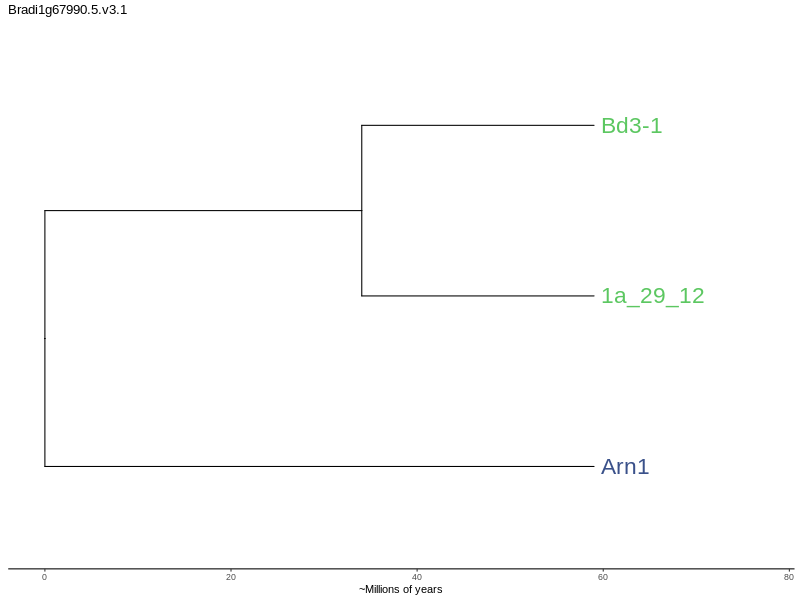 Bradi1g67990.5.v3.1
Bd3-1
1a_29_12
Arn1
0 20 40 60 80
~Millions of years